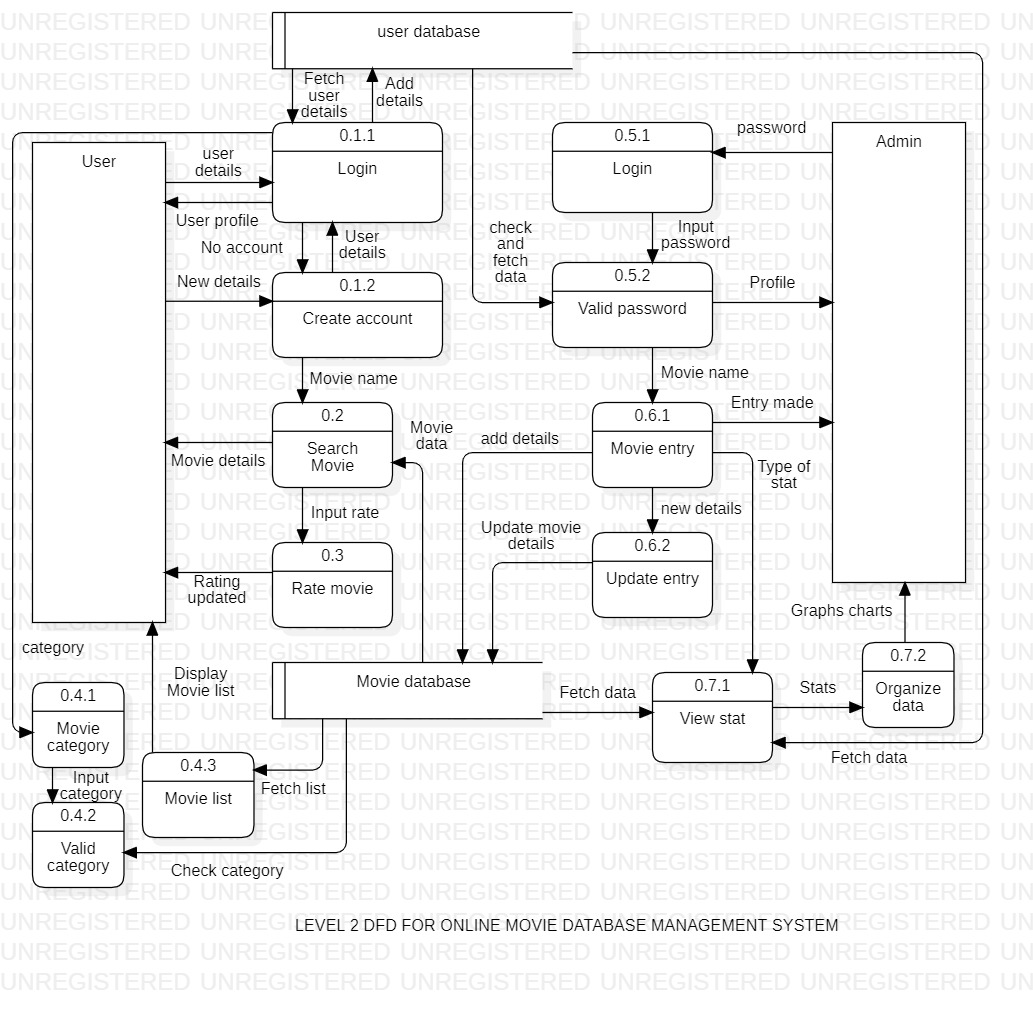 user database
Fetch
user
details
Add
details
0.1.1
Login
User
user
details
User profile
No account
User
details
New details
0.1.2
Create account
Movie name
0.2
Search
Movie
Movie details
Movie
data
Input rate
0.3
Rate movie
Rating
updated
check
and
fetch
data
0.5.1
Login
password
Admin
Input
password
0.5.2
Valid password
Profile
Movie name
0.6.1
Movie entry
Entry made
add details
Type of
stat
new details
Update movie
details
0.6.2
Update entry
Graphs charts
category
Display
Movie list
Movie database
Fetch data
0.7.1
View stat
Stats
0.7.2
Organize
data
Fetch data
0.4.1
Movie
category
Input
category
0.4.2
Valid
category
0.4.3
Movie list
Fetch list
Check category
LEVEL 2 DFD FOR ONLINE MOVIE DATABASE MANAGEMENT SYSTEM
UNREGISTERED